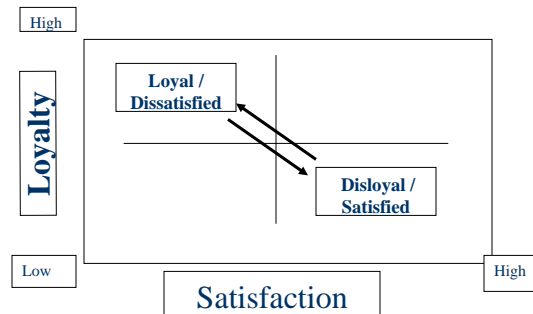 High
Loyal /
Dissatisfied
Loyalty
Disloyal /
Satisfied
Low
High
Satisfaction